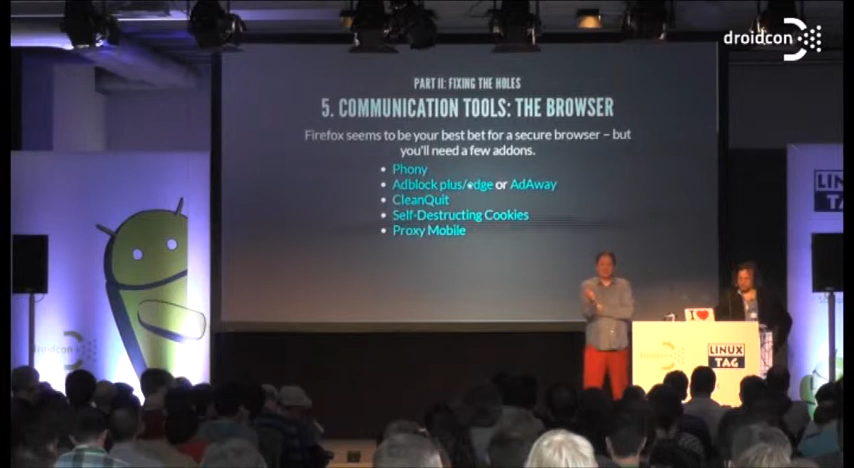 droidcon
PART II: FIXING THE HOLES
5. COMMUNICATION TOOLS: THE BROWSER
Firefox seems to be your best bet for a secure browser – but
you'll need a few addons.
• Phony
• Adblock plus/edge or AdAway
• CleanQuit
• Self-Destructing Cookies
• Proxy Mobile
LIN
TAG
I ❤
droidcon
LINUX
TAG
droidcon